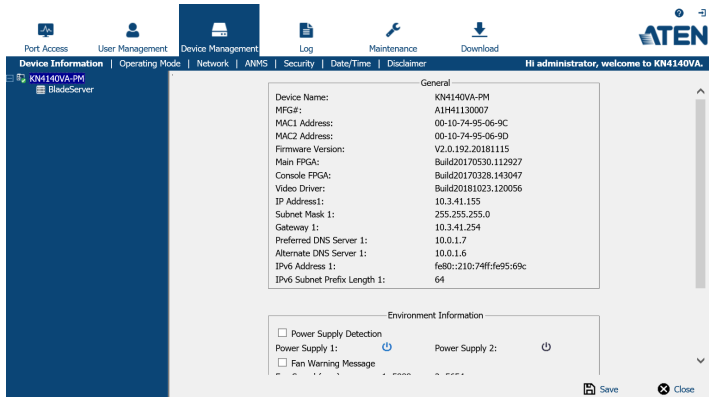 ATEN
Port Access User Management Device Management Log Maintenance Download
Device Information | Operating Mode | Network | ANMS | Security | Date/Time | Disclaimer Hi administrator, welcome to KN4140VA.
KN4140VA-PM
BladeServer
General
Device Name: KN4140VA-PM
MFG#: A1H41130007
MAC1 Address: 00-10-74-95-06-9C
MAC2 Address: 00-10-74-95-06-9D
Firmware Version: V2.0.192.20181115
Main FPGA: Build20170530.112927
Console FPGA: Build20170328.143047
Video Driver: Build20181023.120056
IP Address1: 10.3.41.155
Subnet Mask 1: 255.255.255.0
Gateway 1: 10.3.41.254
Preferred DNS Server 1: 10.0.1.7
Alternate DNS Server 1: 10.0.1.6
IPv6 Address 1: fe80::210:74ff:fe95:69c
IPv6 Subnet Prefix Length 1: 64
Environment Information
Power Supply Detection
Power Supply 1: Power Supply 2:
Fan Warning Message
Save Close